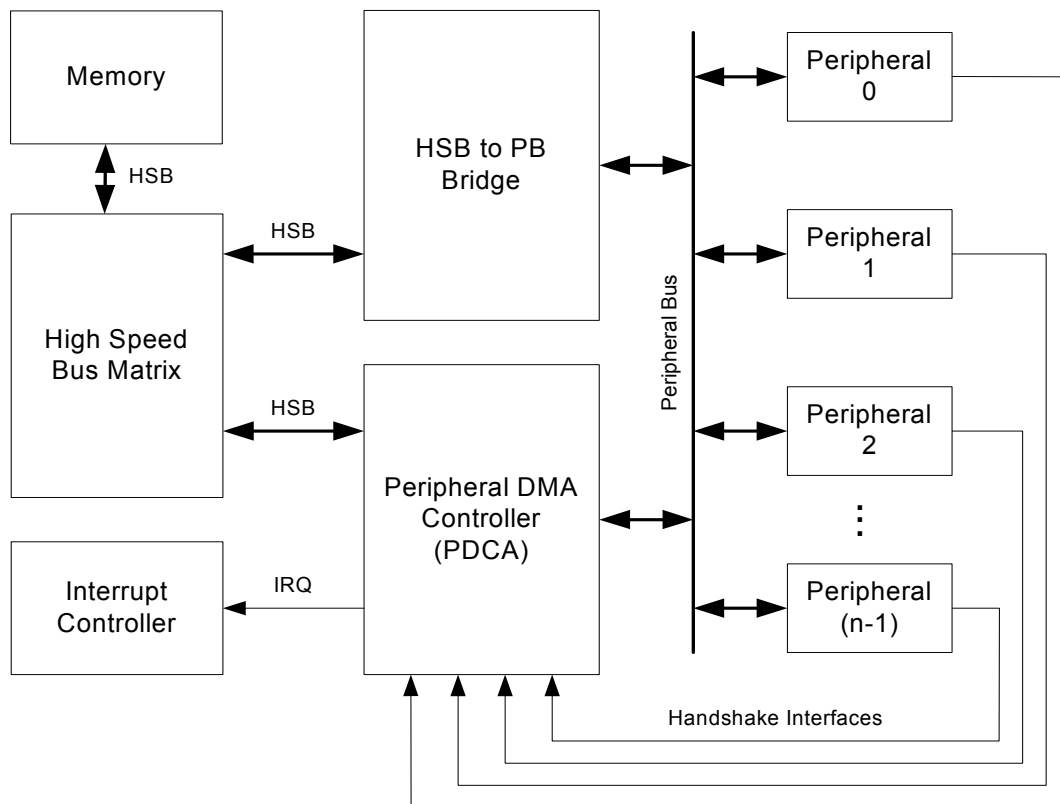 Memory
HSB
High Speed
Bus Matrix
HSB
HSB
Interrupt
Controller
IRQ
HSB to PB
Bridge
Peripheral DMA
Controller
(PDCA)
Peripheral Bus
Peripheral
0
Peripheral
1
Peripheral
2
⋮
Peripheral
(n-1)
Handshake Interfaces